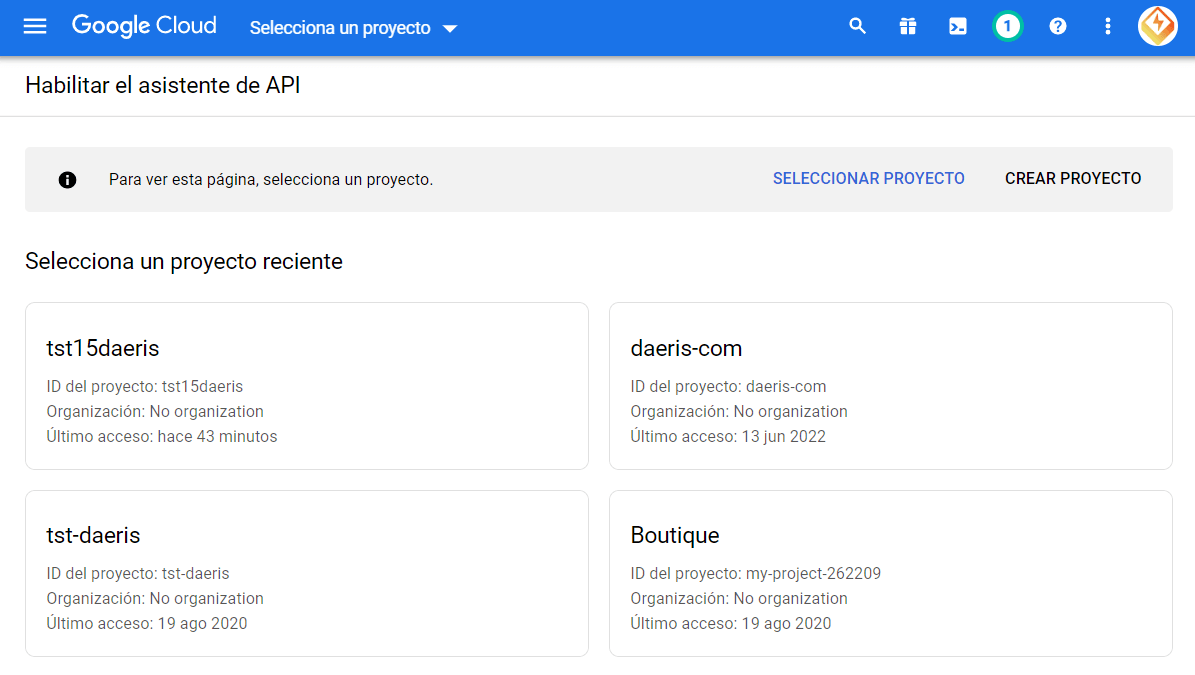 Google Cloud
Selecciona un proyecto
1
Habilitar el asistente de API
Para ver esta página, selecciona un proyecto.
SELECCIONAR PROYECTO
CREAR PROYECTO
Selecciona un proyecto reciente
tst15daeris
ID del proyecto: tst15daeris
Organización: No organization
Último acceso: hace 43 minutos
daeris-com
ID del proyecto: daeris-com
Organización: No organization
Último acceso: 13 jun 2022
tst-daeris
ID del proyecto: tst-daeris
Organización: No organization
Último acceso: 19 ago 2020
Boutique
ID del proyecto: my-project-262209
Organización: No organization
Último acceso: 19 ago 2020